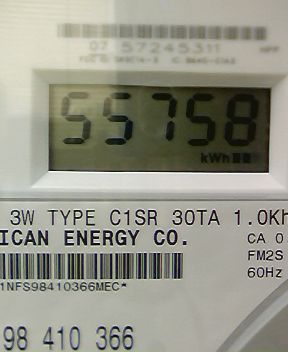 07 57245311
55758
kWh
3W TYPE C1SR 30TA 1.0Kh
ICAN ENERGY CO.
CA 0.
FM2S
60Hz
1NFS98410366MEC*
98 410 366